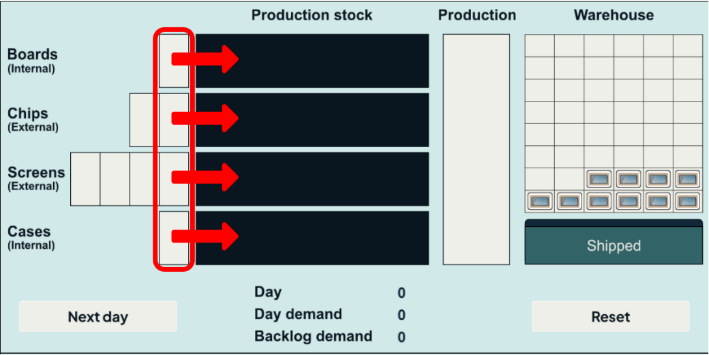 Production stock
Production
Warehouse
Boards
(Internal)
Chips
(External)
Screens
(External)
Cases
(Internal)
Shipped
Day 0
Day demand 0
Backlog demand 0
Next day
Reset